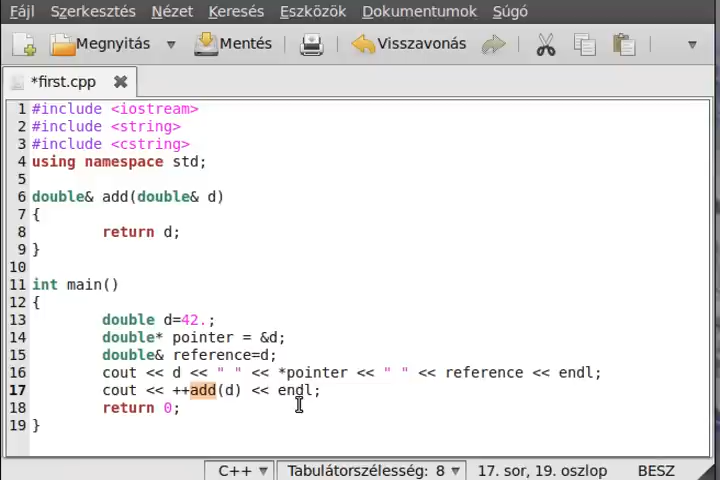 Fájl Szerkesztés Nézet Keresés Eszközök Dokumentumok Súgó
Megnyitás Mentés Visszavonás
*first.cpp
1 #include <iostream>
2 #include <string>
3 #include <cstring>
4 using namespace std;
5
6 double& add(double& d)
7 {
8 return d;
9 }
10
11 int main()
12 {
13 double d=42.;
14 double* pointer = &d;
15 double& reference=d;
16 cout << d << " " << *pointer << " " << reference << endl;
17 cout << ++add(d) << endl;
18 return 0;
19 }
C++ Tabulátorszélesség: 8 17. sor, 19. oszlop BESZ